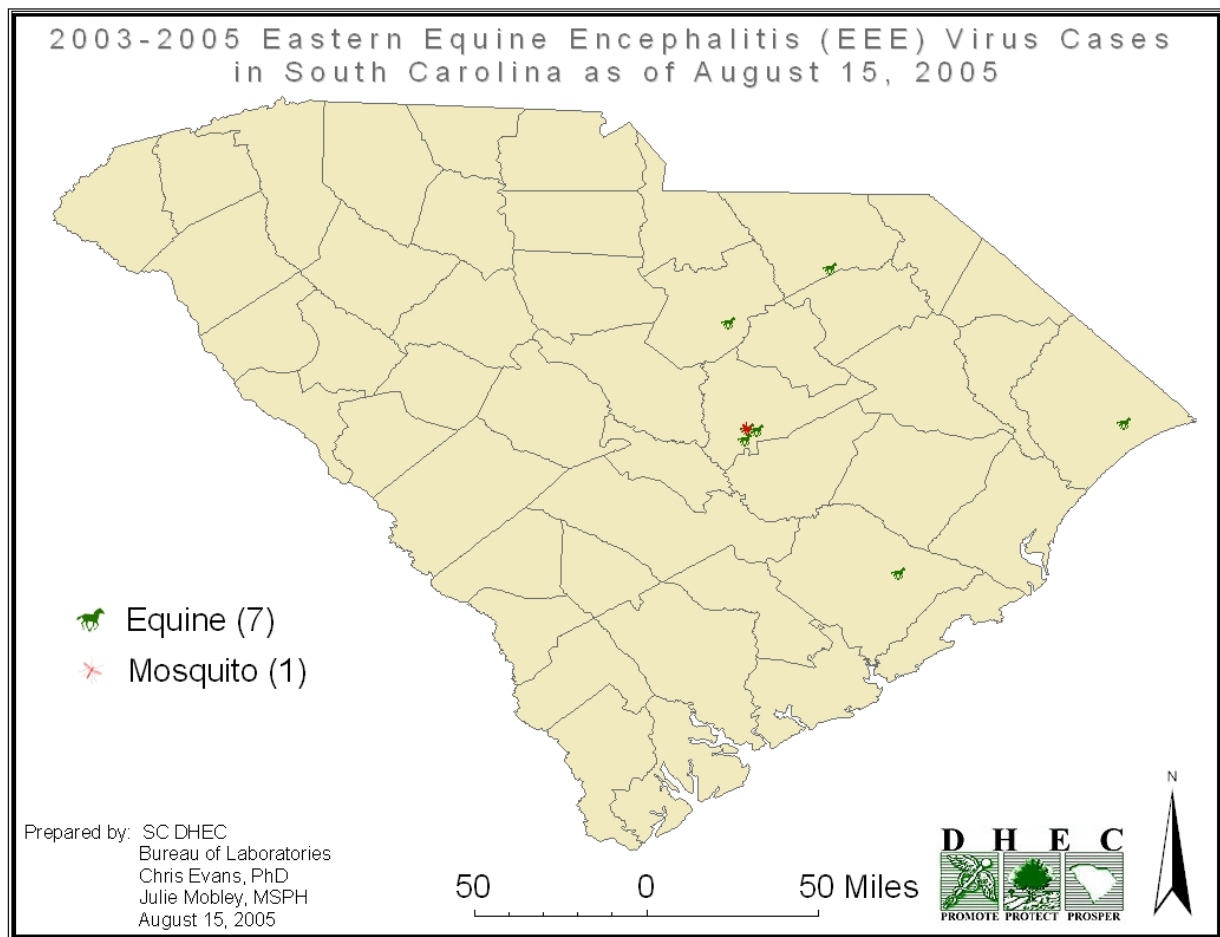 2003-2005 Eastern Equine Encephalitis (EEE) Virus Cases
in South Carolina as of August 15, 2005
Equine (7)
Mosquito (1)
Prepared by: SC DHEC
Bureau of Laboratories
Chris Evans, PhD
Julie Mobley, MSPH
August 15, 2005
50 0 50 Miles
D H E C
PROMOTE PROTECT PROSPER
N